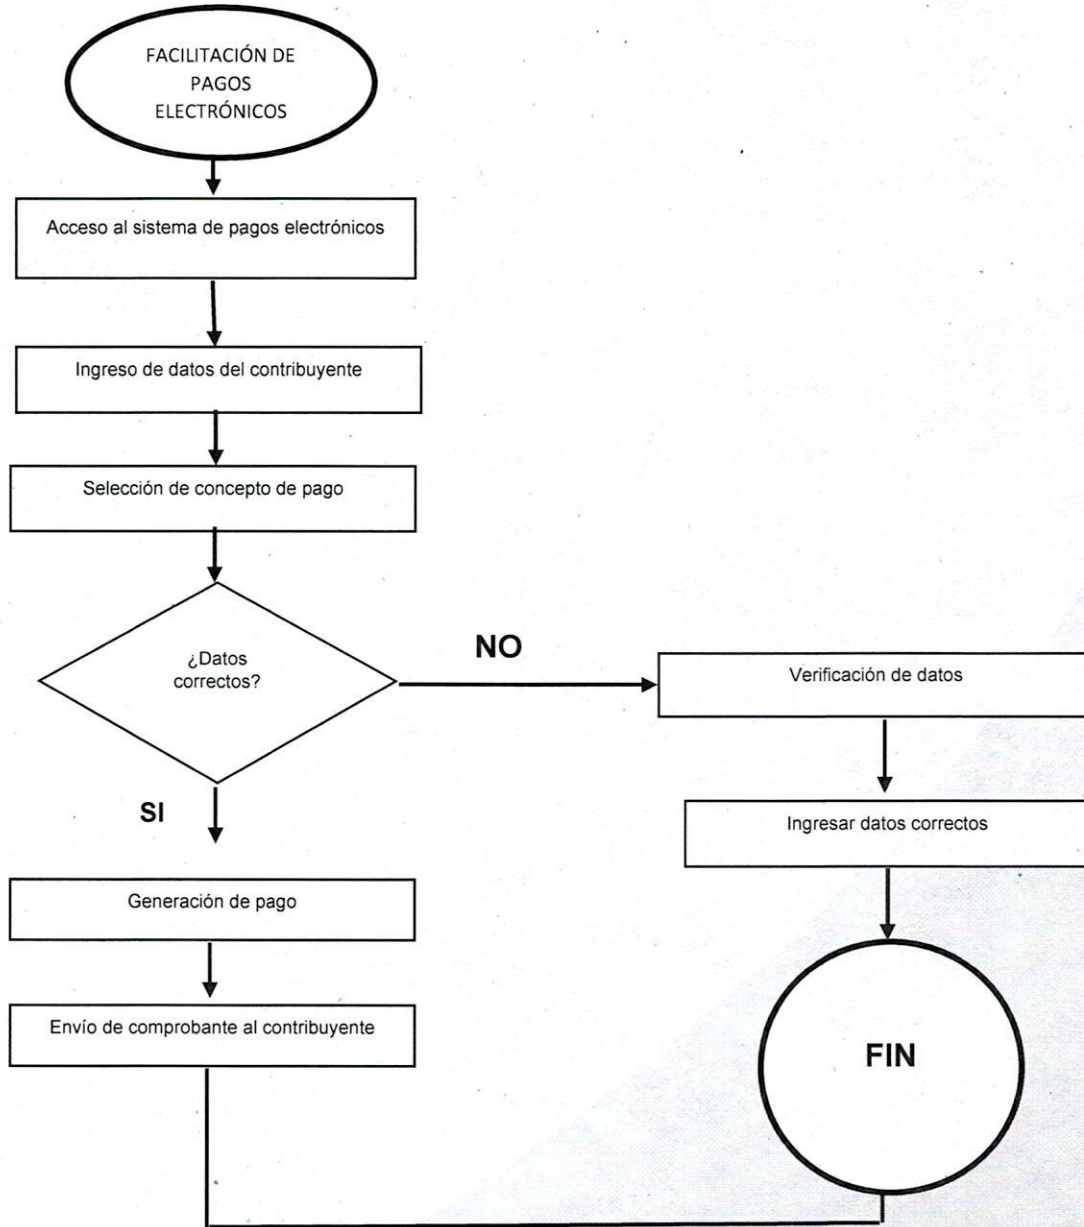 FACILITACIÓN DE
PAGOS
ELECTRÓNICOS
Acceso al sistema de pagos electrónicos
Ingreso de datos del contribuyente
Selección de concepto de pago
¿Datos
correctos?
NO
Verificación de datos
SI
Ingresar datos correctos
Generación de pago
Envío de comprobante al contribuyente
FIN